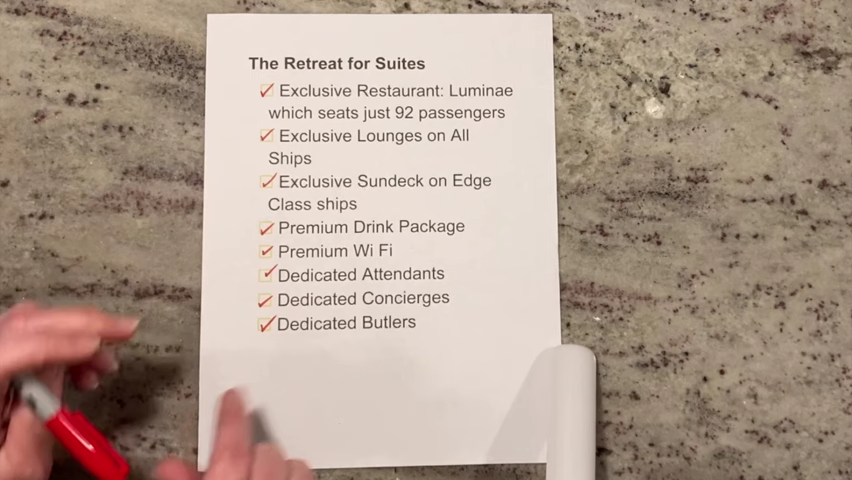 The Retreat for Suites
Exclusive Restaurant: Luminae
which seats just 92 passengers
Exclusive Lounges on All
Ships
Exclusive Sundeck on Edge
Class ships
Premium Drink Package
Premium Wi Fi
Dedicated Attendants
Dedicated Concierges
Dedicated Butlers